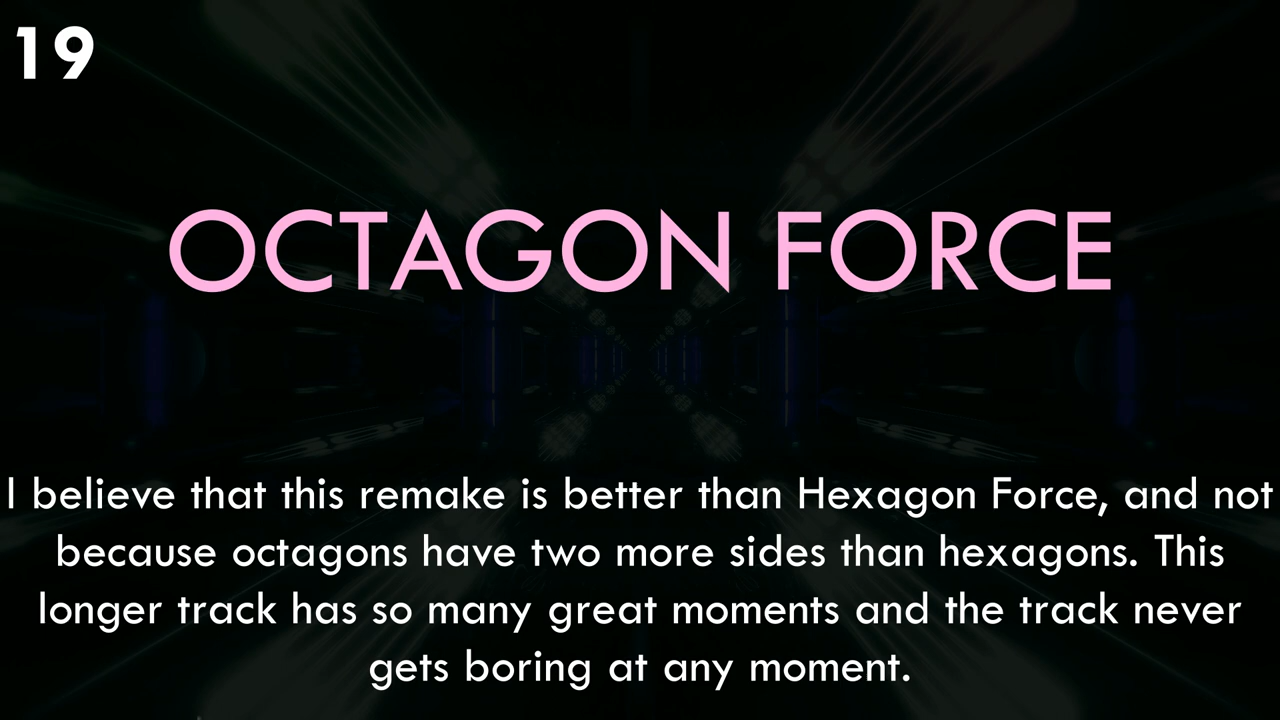 19
OCTAGON FORCE
I believe that this remake is better than Hexagon Force, and not
because octagons have two more sides than hexagons. This
longer track has so many great moments and the track never
gets boring at any moment.